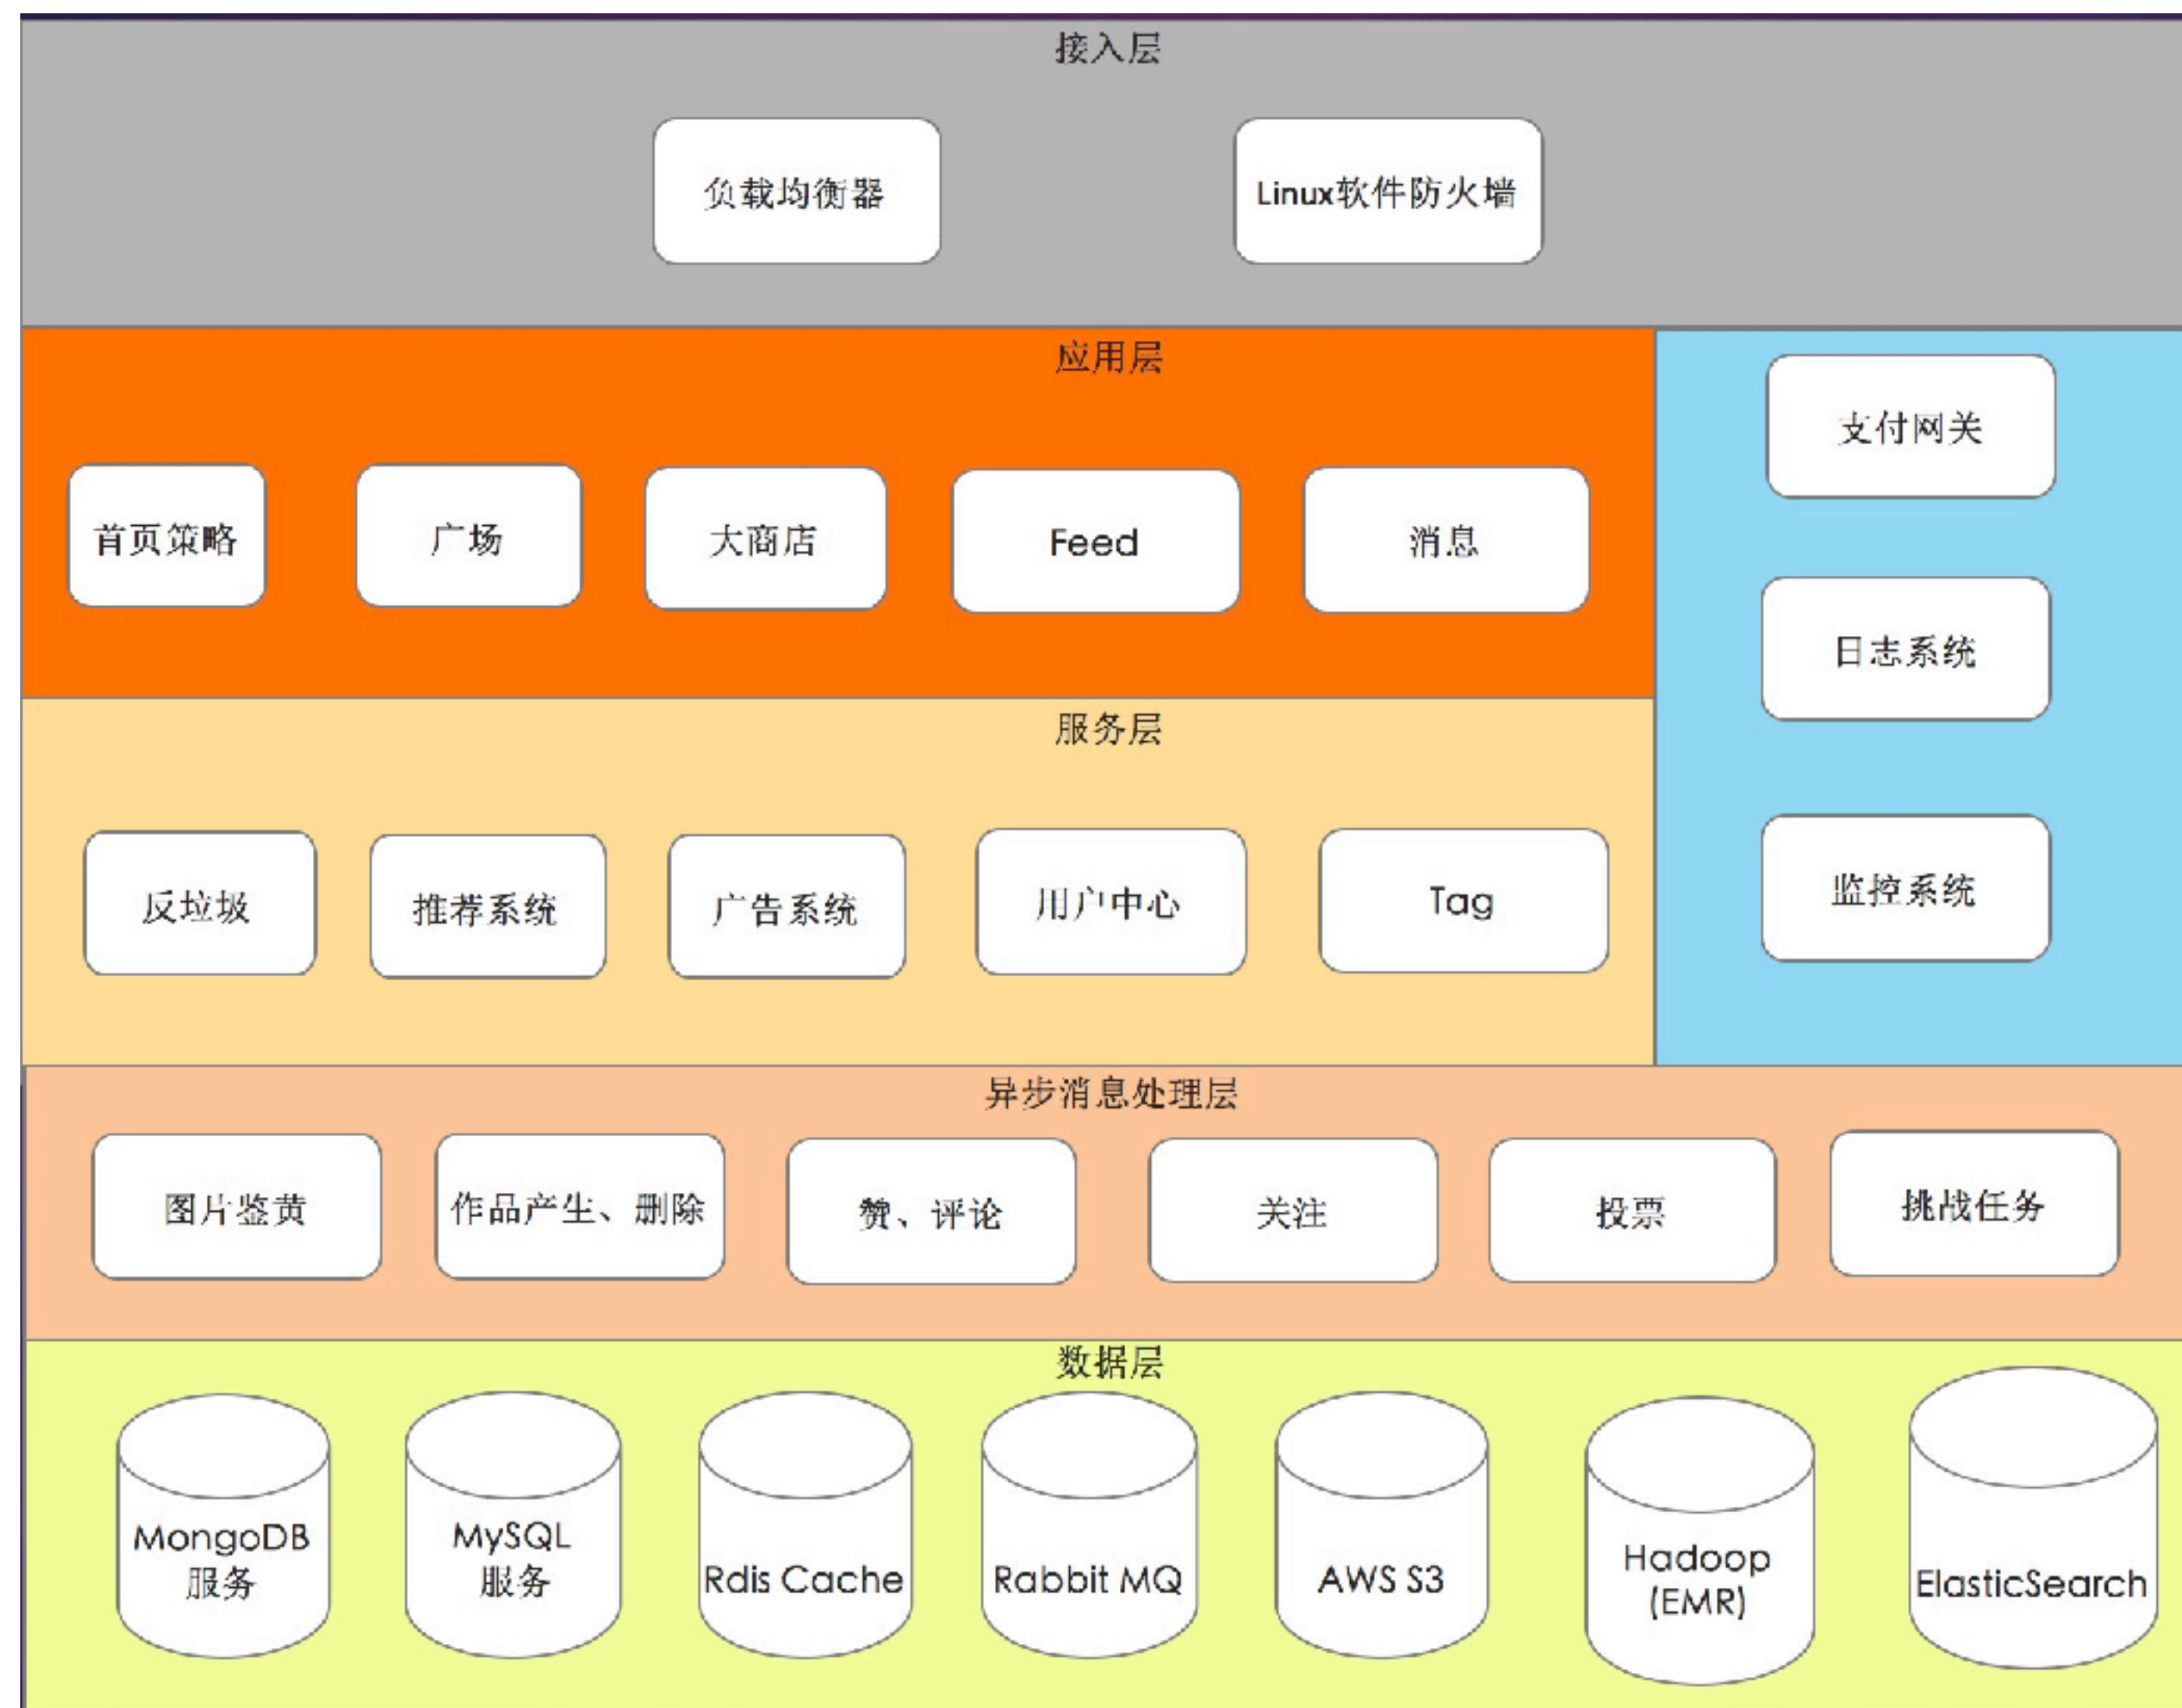 接入层
负载均衡器
Linux软件防火墙
应用层
首页策略
广场
大商店
Feed
消息
支付网关
日志系统
监控系统
服务层
反垃圾
推荐系统
广告系统
用户中心
Tag
异步消息处理层
图片鉴黄
作品产生、删除
赞、评论
关注
投票
挑战任务
数据层
MongoDB
服务
MySQL
服务
Rdis Cache
Rabbit MQ
AWS S3
Hadoop
(EMR)
ElasticSearch